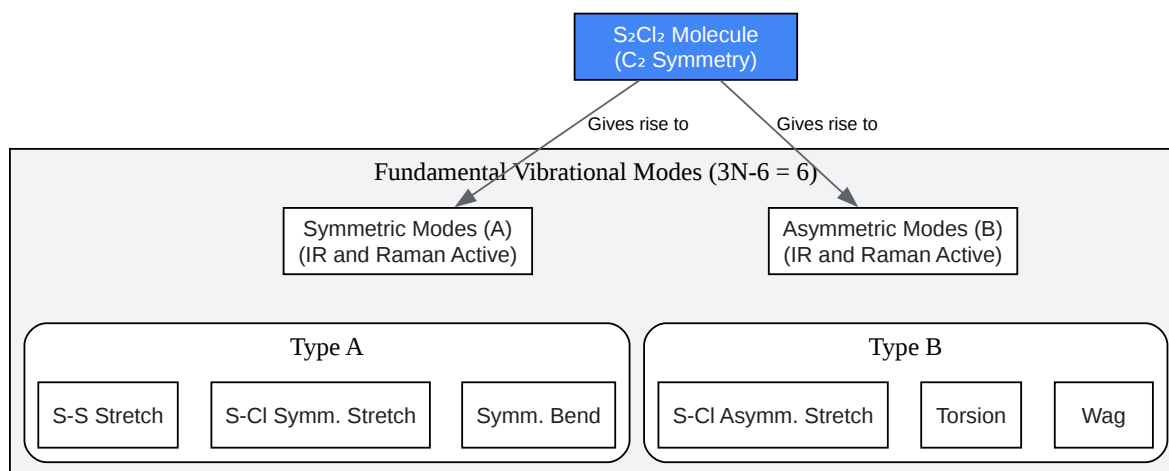 S₂Cl₂ Molecule
(C₂ Symmetry)
Gives rise to
Gives rise to
Fundamental Vibrational Modes (3N-6 = 6)
Symmetric Modes (A)
(IR and Raman Active)
Asymmetric Modes (B)
(IR and Raman Active)
Type A
S-S Stretch
S-Cl Symm. Stretch
Symm. Bend
Type B
S-Cl Asymm. Stretch
Torsion
Wag